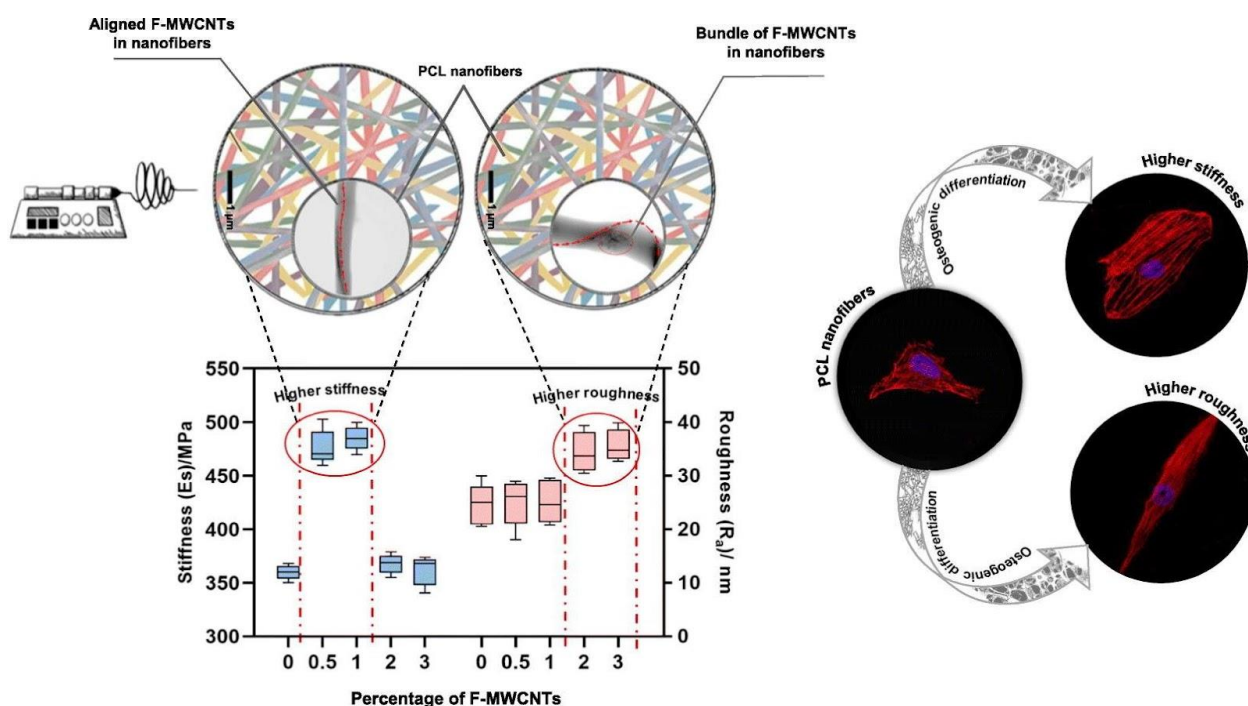 Aligned F-MWCNTs
in nanofibers
PCL nanofibers
Bundle of F-MWCNTs
in nanofibers
1 µm
1 µm
Higher stiffness
Higher roughness
Stiffness (Es)/MPa
550
500
450
400
350
300
Roughness (Ra)/ nm
50
40
30
20
10
0
0 0.5 1 2 3 0 0.5 1 2 3
Percentage of F-MWCNTs
Osteogenic differentiation
Higher stiffness
PCL nanofibers
Higher roughness
Osteogenic differentiation